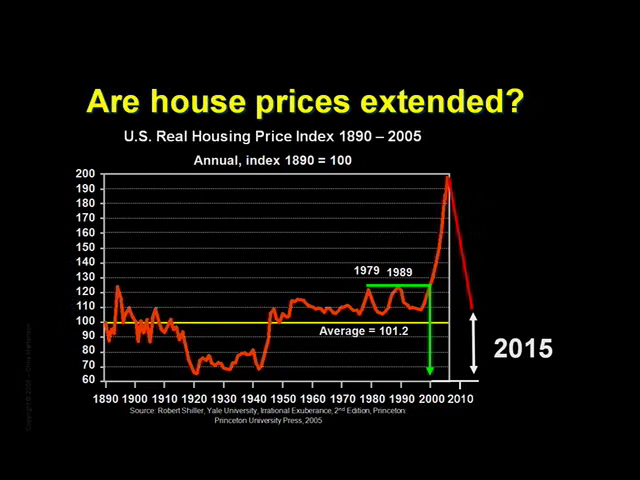 Are house prices extended?
U.S. Real Housing Price Index 1890 – 2005
Annual, index 1890 = 100
200
190
180
170
160
150
140
130
120
110
100
90
80
70
60
1979 1989
Average = 101.2
2015
1890 1900 1910 1920 1930 1940 1950 1960 1970 1980 1990 2000 2010
Source: Robert Shiller, Yale University, Irrational Exuberance, 2nd Edition, Princeton:
Princeton University Press, 2005